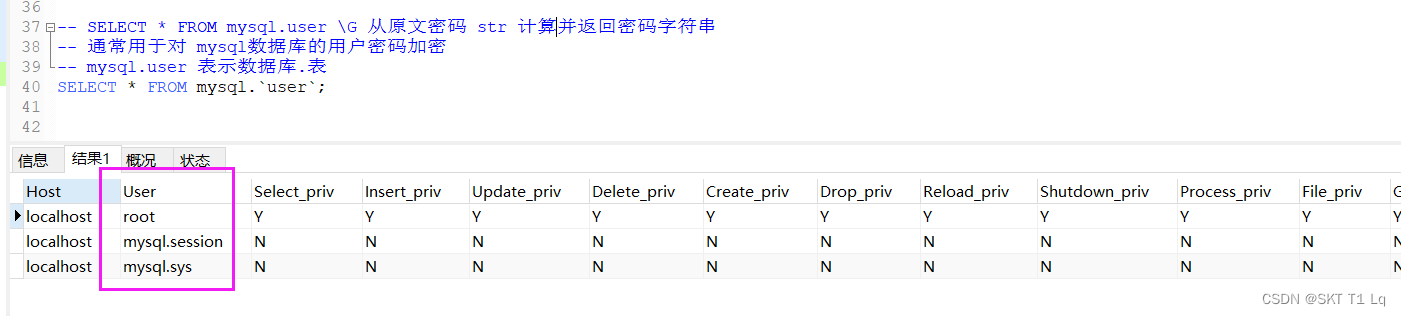 36
37 -- SELECT * FROM mysql.user \G 从原文密码 str 计算并返回密码字符串
38 -- 通常用于对 mysql数据库的用户密码加密
39 -- mysql.user 表示数据库.表
40 SELECT * FROM mysql.`user`;
41
42
信息 结果1 概况 状态
Host User Select_priv Insert_priv Update_priv Delete_priv Create_priv Drop_priv Reload_priv Shutdown_priv Process_priv File_priv G
localhost root Y Y Y Y Y Y Y Y Y Y Y
localhost mysql.session N N N N N N N N N N N
localhost mysql.sys N N N N N N N N N N N
CSDN @SKT T1 Lq